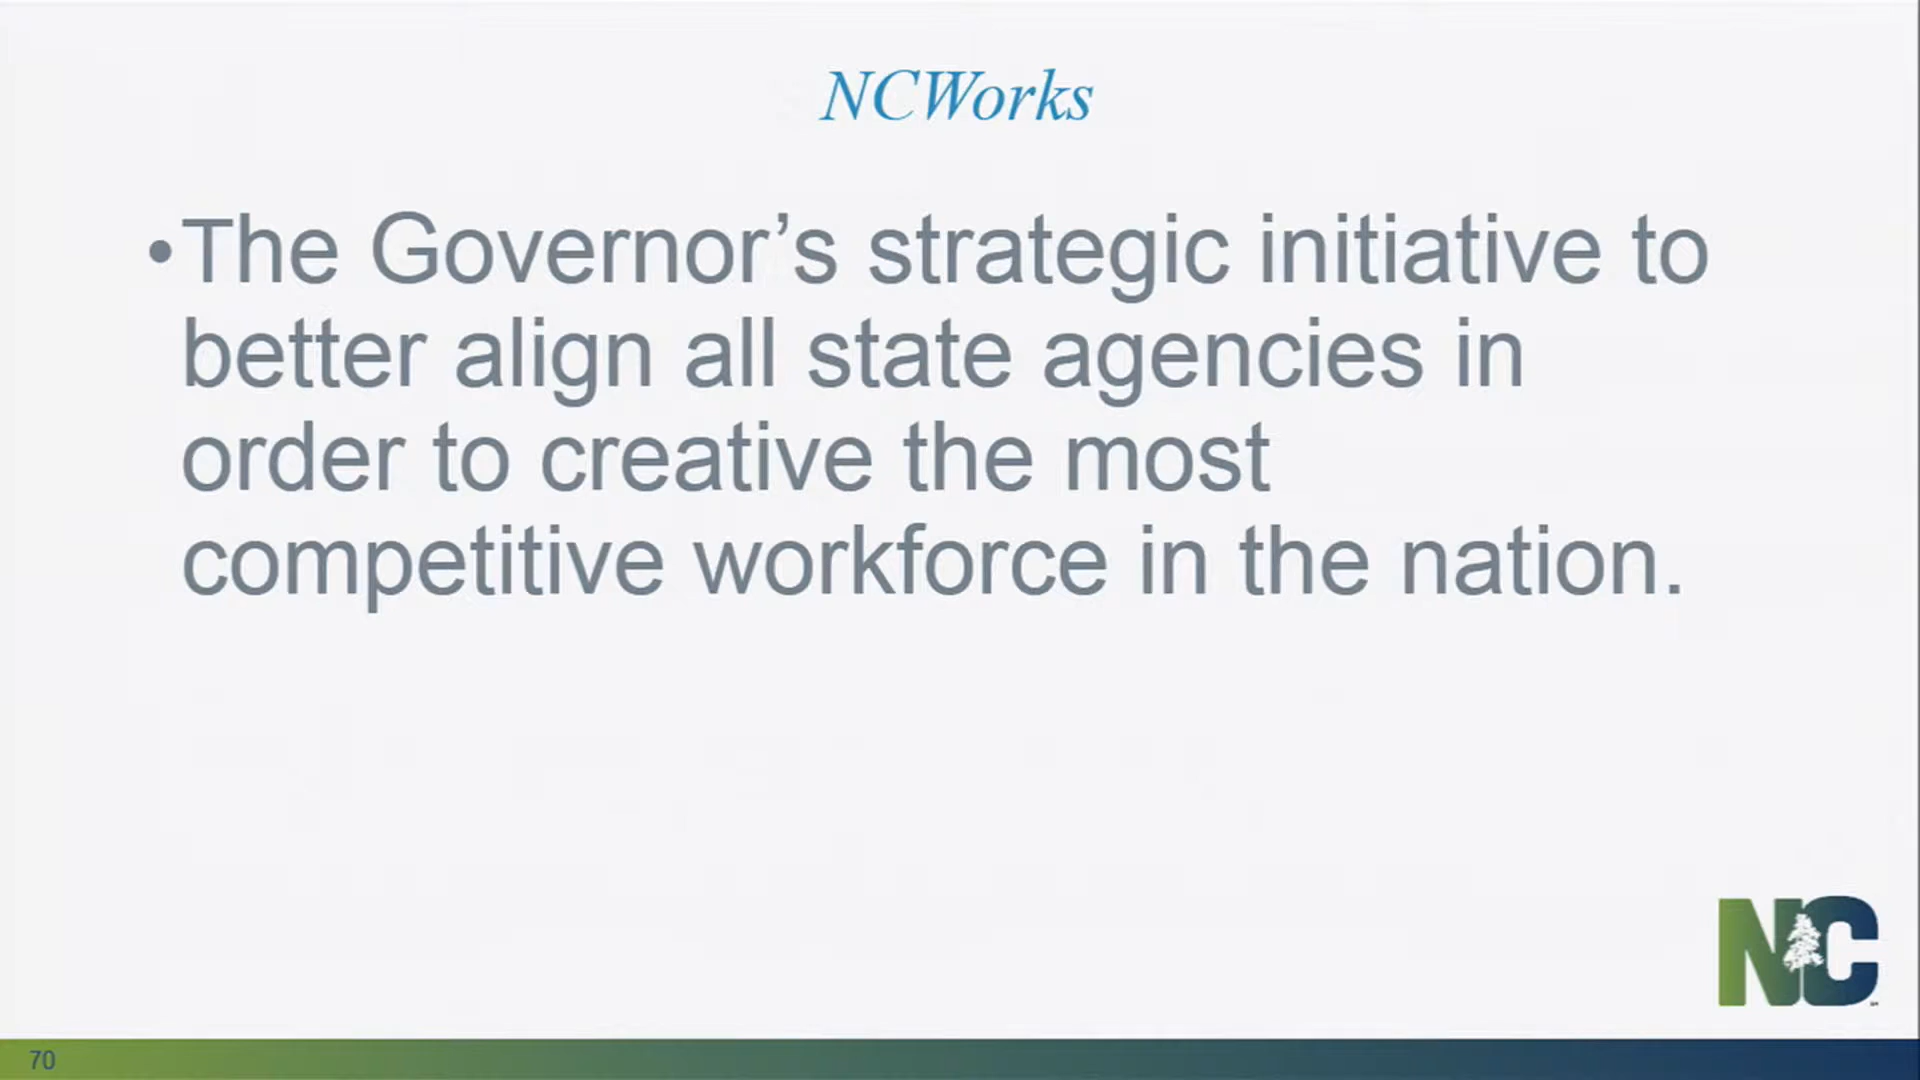 NCWorks
•The Governor’s strategic initiative to
better align all state agencies in
order to creative the most
competitive workforce in the nation.
NC
70